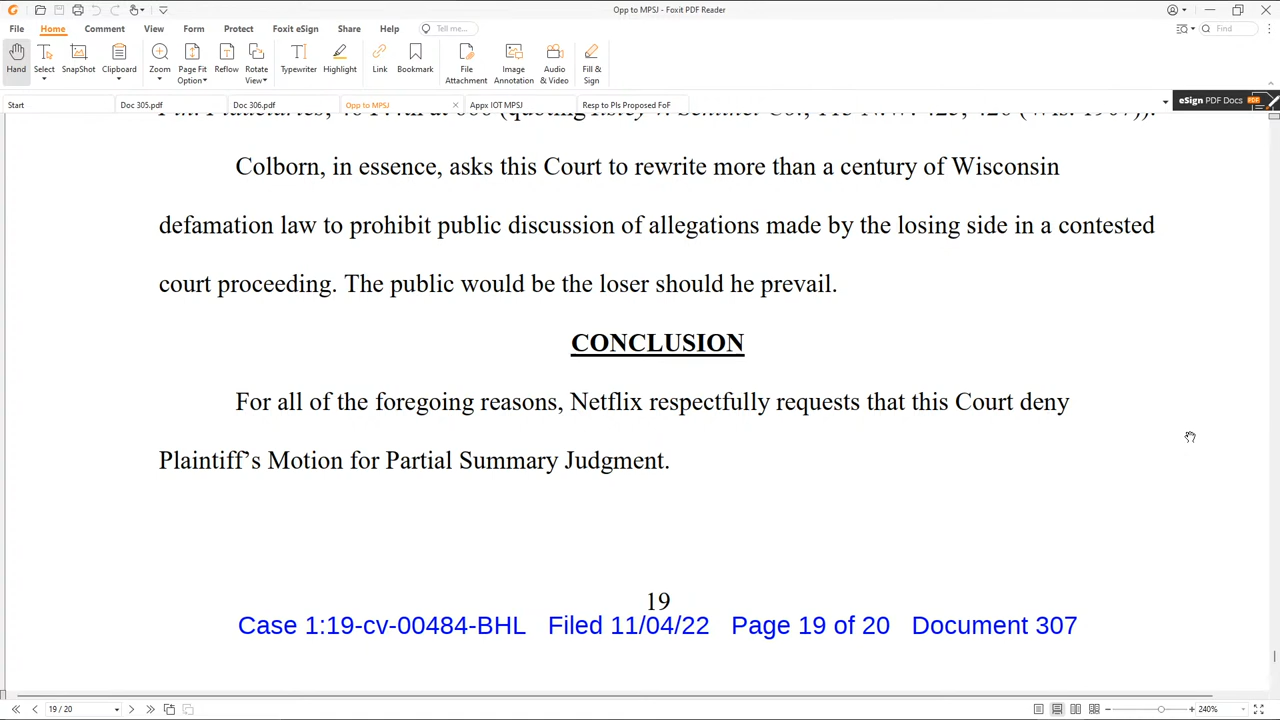 Opp to MPSJ - Foxit PDF Reader
File Home Comment View Form Protect Foxit eSign Share Help Tell me... Find
Hand Select SnapShot Clipboard Zoom Page Fit Option Reflow Rotate View Typewriter Highlight Link Bookmark File Attachment Image Annotation Audio & Video Fill & Sign
Start Doc 305.pdf Doc 306.pdf Opp to MPSJ Appx IOT MPSJ Resp to Pls Proposed FoF eSign PDF Docs
Colborn, in essence, asks this Court to rewrite more than a century of Wisconsin
defamation law to prohibit public discussion of allegations made by the losing side in a contested
court proceeding. The public would be the loser should he prevail.
CONCLUSION
For all of the foregoing reasons, Netflix respectfully requests that this Court deny
Plaintiff's Motion for Partial Summary Judgment.
19
Case 1:19-cv-00484-BHL Filed 11/04/22 Page 19 of 20 Document 307
19 / 20 240%